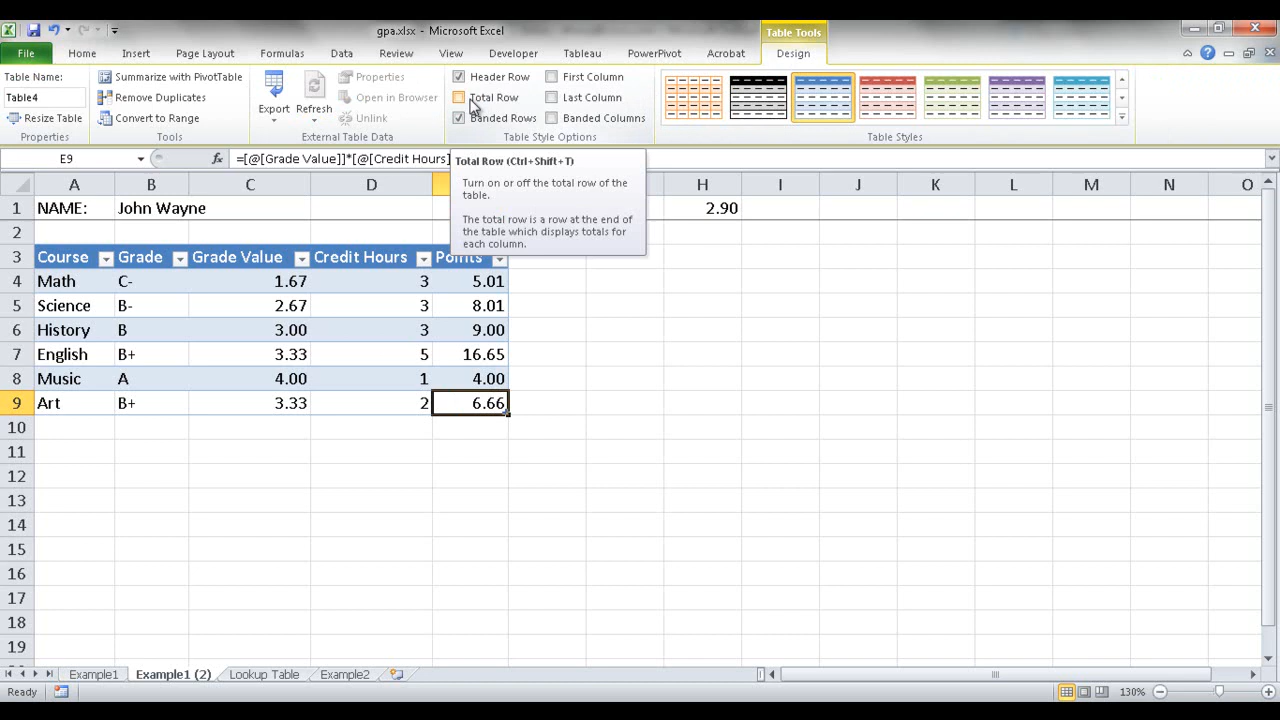 gpa.xlsx - Microsoft Excel
Table Tools
File Home Insert Page Layout Formulas Data Review View Developer Tableau PowerPivot Acrobat Design
Table Name:
Resize Table
Properties
Summarize with PivotTable
Remove Duplicates
Convert to Range
Tools
Export Refresh
Properties
Open in Browser
Unlink
External Table Data
Header Row First Column
Total Row Last Column
Banded Rows Banded Columns
Table Style Options
Table Styles
E9 fx =[@[Grade Value]]*[@[Credit Hours]
Total Row (Ctrl+Shift+T)
Turn on or off the total row of the
table.
The total row is a row at the end of
the table which displays totals for
each column.
A B C D H I J K L M N O
1 NAME: John Wayne 2.90
2
3 Course Grade Grade Value Credit Hours Points
4 Math C- 1.67 3 5.01
5 Science B- 2.67 3 8.01
6 History B 3.00 3 9.00
7 English B+ 3.33 5 16.65
8 Music A 4.00 1 4.00
9 Art B+ 3.33 2 6.66
10
11
12
13
14
15
16
17
18
19
Example1 Example1 (2) Lookup Table Example2
Ready 130%